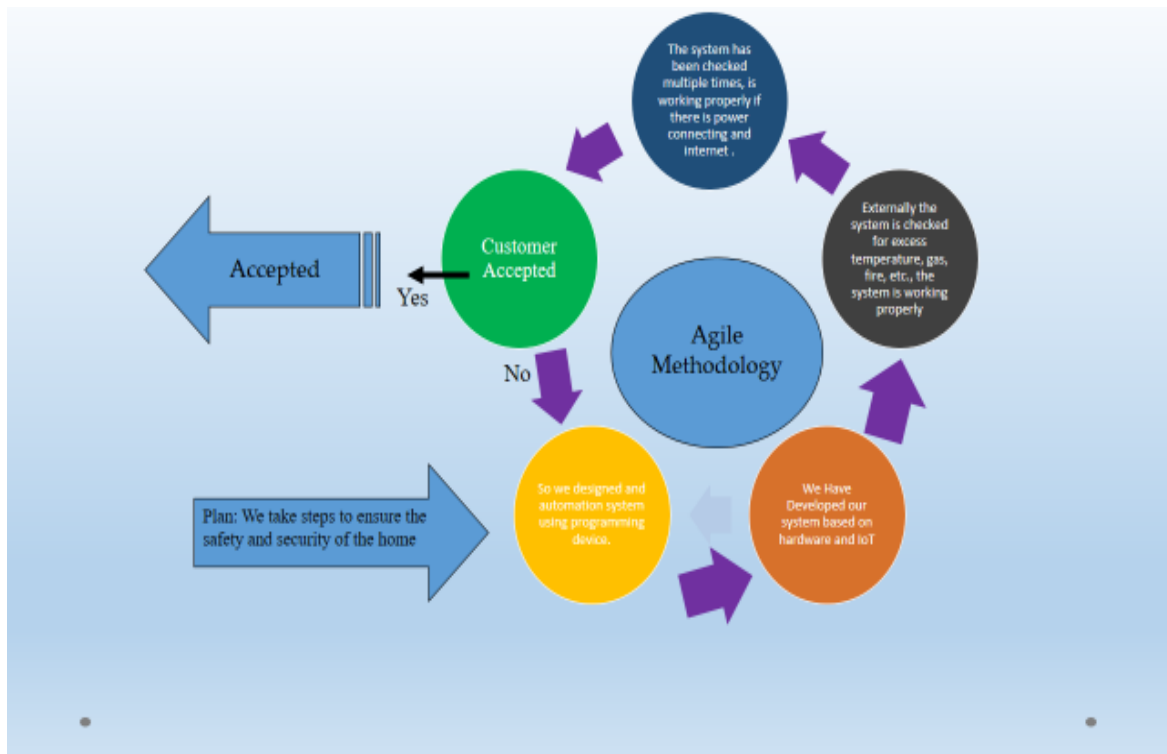 The system has
been checked
multiple times, is
working properly if
there is power
connecting and
internet .
Externally the
system is checked
for excess
temperature, gas,
fire, etc., the
system is working
properly
Customer
Accepted
Accepted
Yes
Agile
Methodology
No
So we designed and
automation system
using programming
device.
We Have
Developed our
system based on
hardware and IoT
Plan: We take steps to ensure the
safety and security of the home